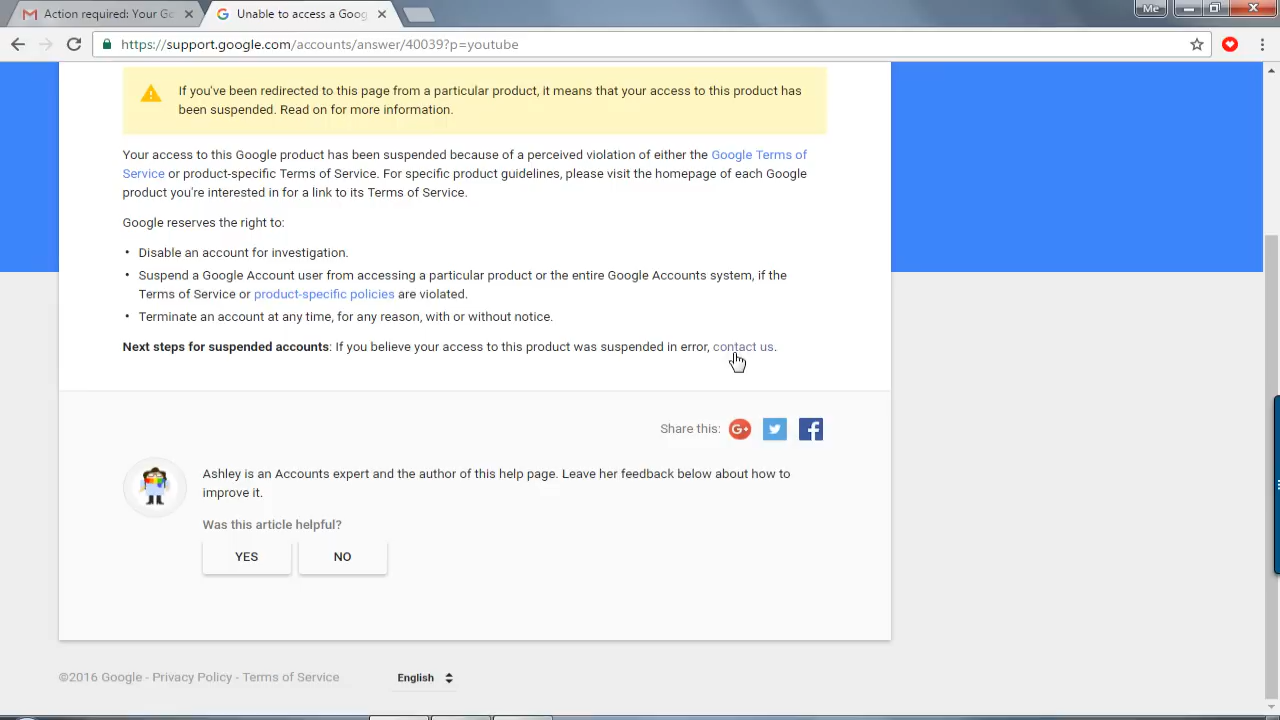 Action required: Your Go
Unable to access a Goog
Me
https://support.google.com/accounts/answer/40039?p=youtube
If you've been redirected to this page from a particular product, it means that your access to this product has
been suspended. Read on for more information.
Your access to this Google product has been suspended because of a perceived violation of either the Google Terms of
Service or product-specific Terms of Service. For specific product guidelines, please visit the homepage of each Google
product you're interested in for a link to its Terms of Service.
Google reserves the right to:
• Disable an account for investigation.
• Suspend a Google Account user from accessing a particular product or the entire Google Accounts system, if the
Terms of Service or product-specific policies are violated.
• Terminate an account at any time, for any reason, with or without notice.
Next steps for suspended accounts: If you believe your access to this product was suspended in error, contact us.
Share this: G+
Ashley is an Accounts expert and the author of this help page. Leave her feedback below about how to
improve it.
Was this article helpful?
YES NO
©2016 Google - Privacy Policy - Terms of Service English